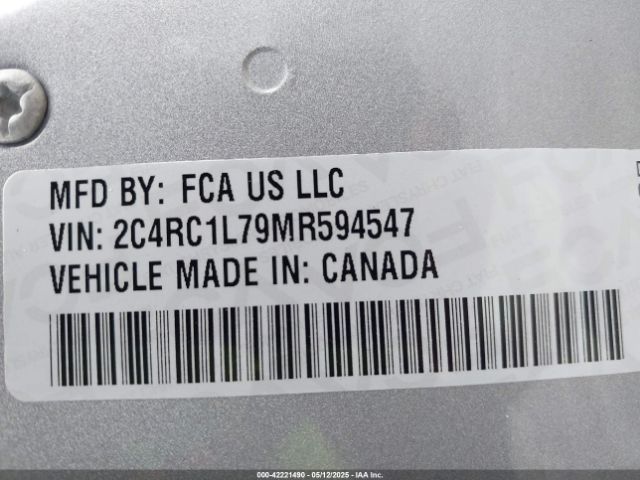 MFD BY: FCA US LLC
VIN: 2C4RC1L79MR594547
VEHICLE MADE IN: CANADA
000-42221490 - 05/12/2025 - IAA Inc.